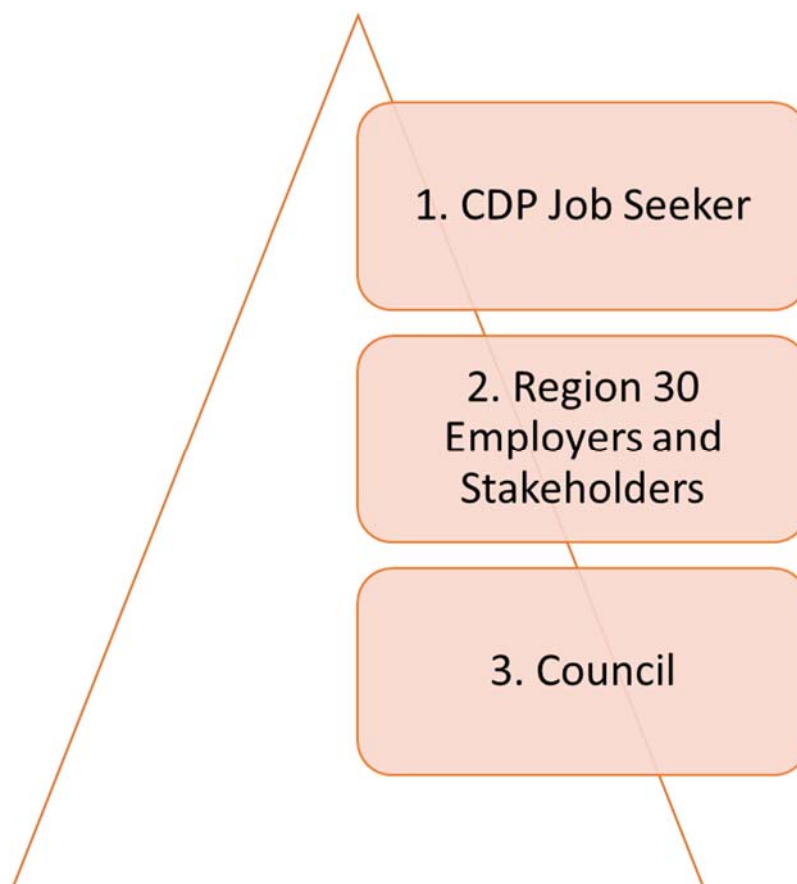 1. CDP Job Seeker
2. Region 30
Employers and
Stakeholders
3. Council